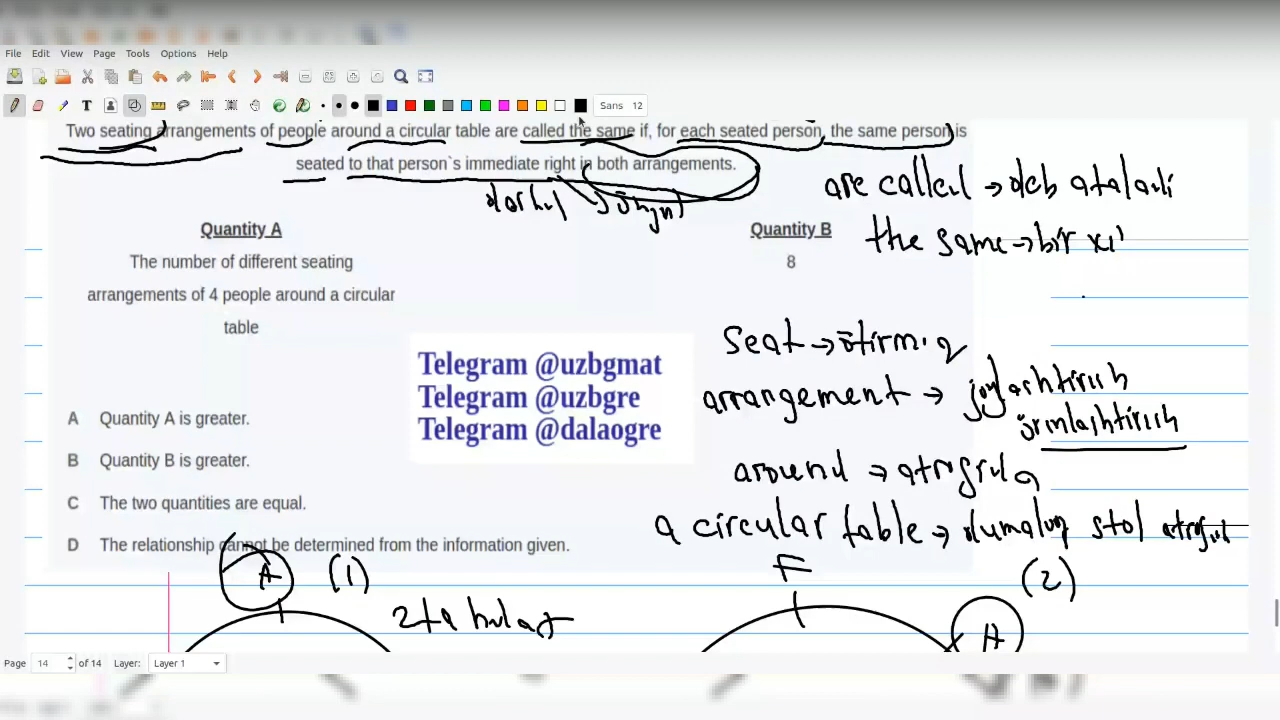 File Edit View Page Tools Options Help
Sans 12
Two seating arrangements of people around a circular table are called the same if, for each seated person, the same person is
seated to that person`s immediate right in both arrangements.
are called → deb ataladi
the same → bir xil
Quantity A
Quantity B
The number of different seating
arrangements of 4 people around a circular
table
8
seat → o'tirmoq
arrangement → joylashtirish
o'rnlashtirish
Telegram @uzbgmat
Telegram @uzbgre
Telegram @dalaogre
A Quantity A is greater.
B Quantity B is greater.
C The two quantities are equal.
D The relationship cannot be determined from the information given.
around → atrofida
a circular table → dumaloq stol
A (1)
2ta holat
F
(2)
A
Page 14 of 14 Layer: Layer 1